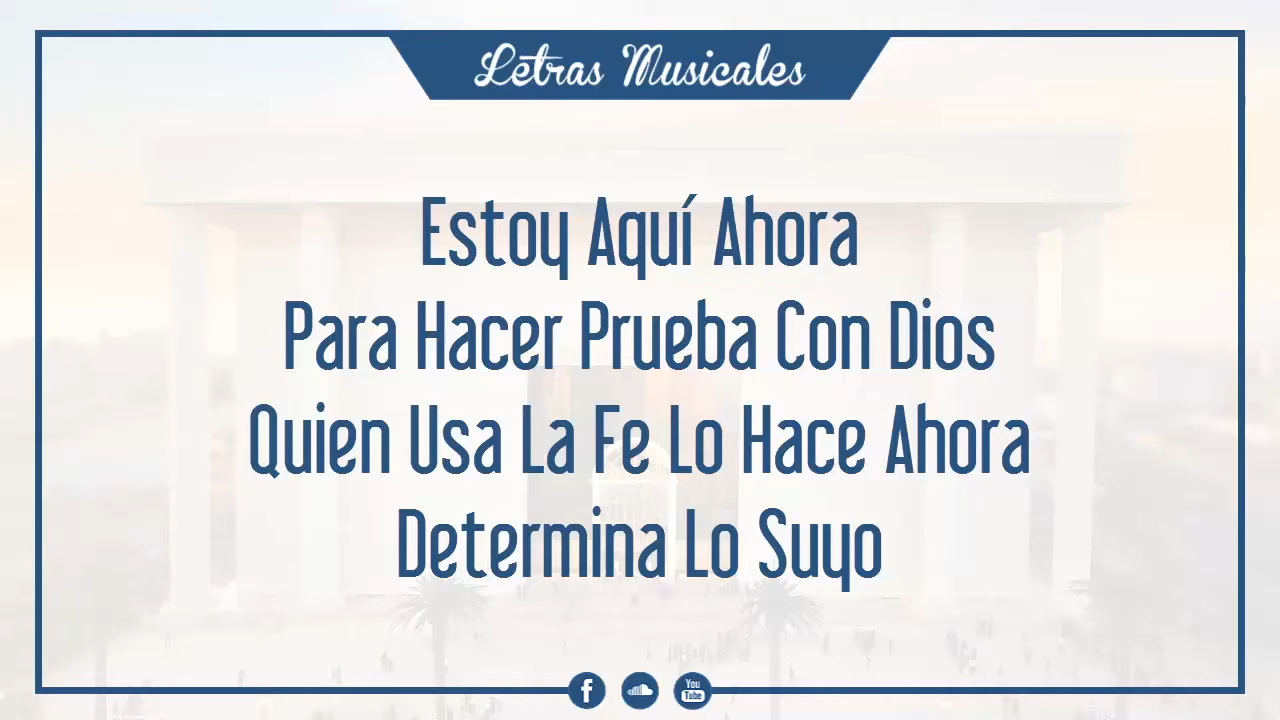 Letras Musicales
Estoy Aquí Ahora
Para Hacer Prueba Con Dios
Quien Usa La Fe Lo Hace Ahora
Determina Lo Suyo
f
You
Tube